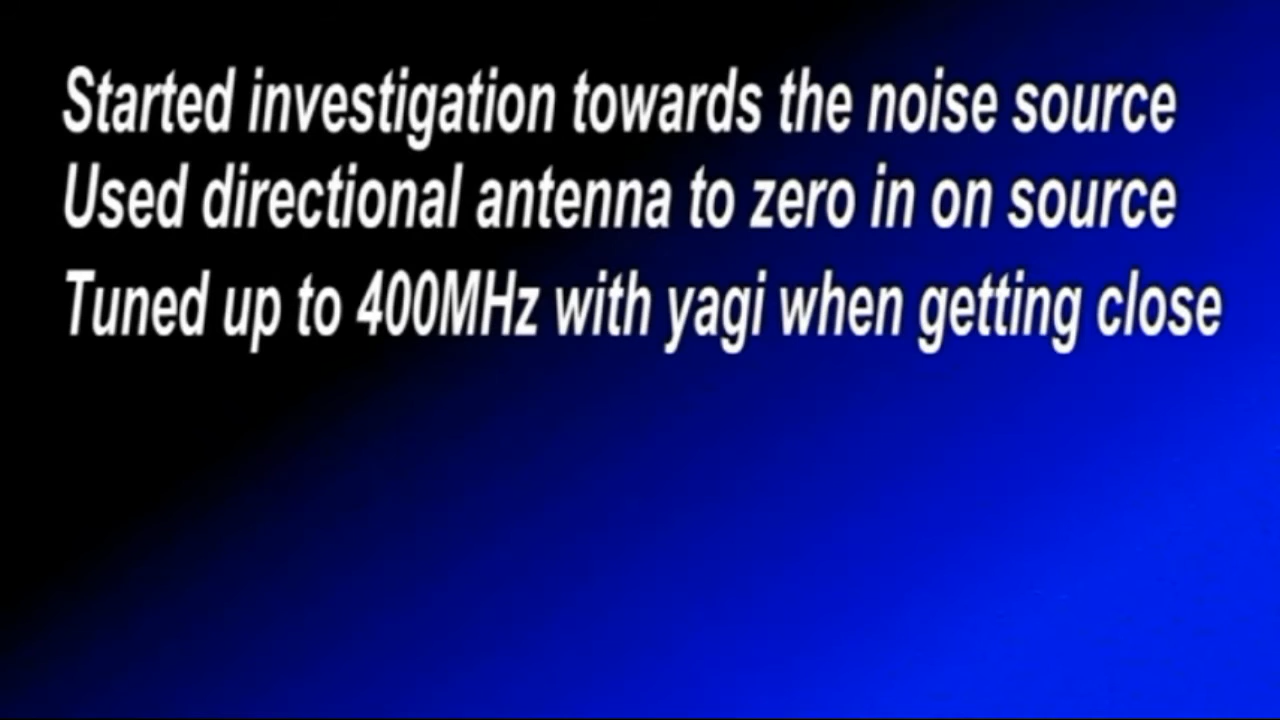 Started investigation towards the noise source
Used directional antenna to zero in on source
Tuned up to 400MHz with yagi when getting close